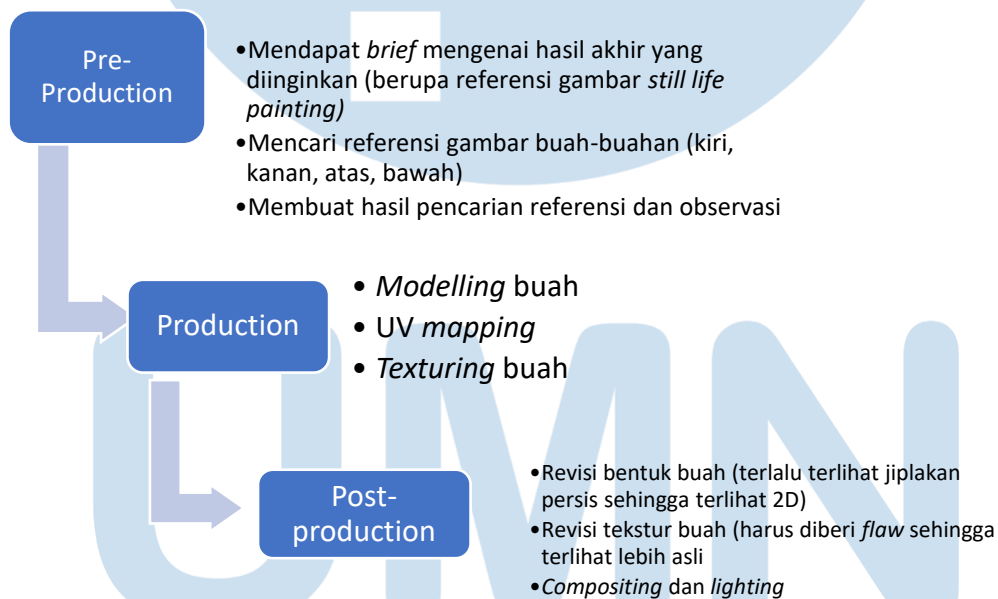 Pre-
Production
•Mendapat brief mengenai hasil akhir yang
diinginkan (berupa referensi gambar still life
painting)
•Mencari referensi gambar buah-buahan (kiri,
kanan, atas, bawah)
•Membuat hasil pencarian referensi dan observasi
Production
• Modelling buah
• UV mapping
• Texturing buah
Post-
production
•Revisi bentuk buah (terlalu terlihat jiplakan
persis sehingga terlihat 2D)
•Revisi tekstur buah (harus diberi flaw sehingga
terlihat lebih asli
•Compositing dan lighting
UMN